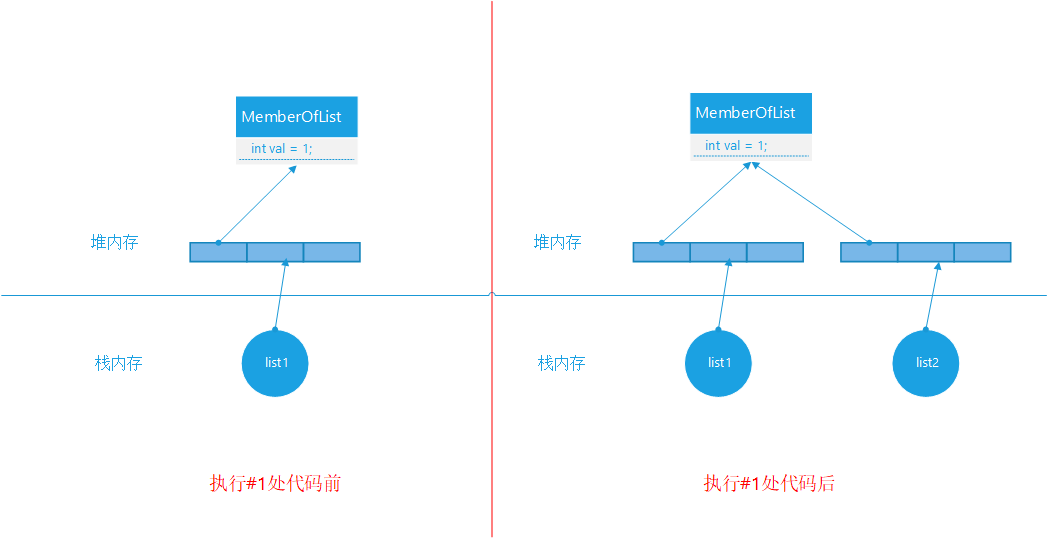 MemberOfList
int val = 1;
堆内存
栈内存
list1
执行#1处代码前
MemberOfList
int val = 1;
堆内存
栈内存
list1
list2
执行#1处代码后